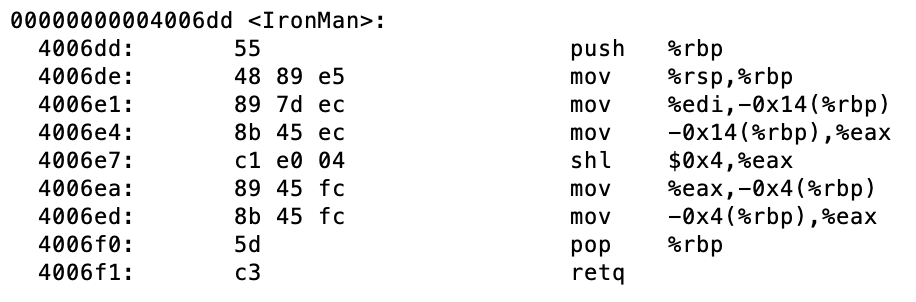 00000000004006dd <IronMan>:
4006dd: 55 push %rbp
4006de: 48 89 e5 mov %rsp,%rbp
4006e1: 89 7d ec mov %edi,-0x14(%rbp)
4006e4: 8b 45 ec mov -0x14(%rbp),%eax
4006e7: c1 e0 04 shl $0x4,%eax
4006ea: 89 45 fc mov %eax,-0x4(%rbp)
4006ed: 8b 45 fc mov -0x4(%rbp),%eax
4006f0: 5d pop %rbp
4006f1: c3 retq